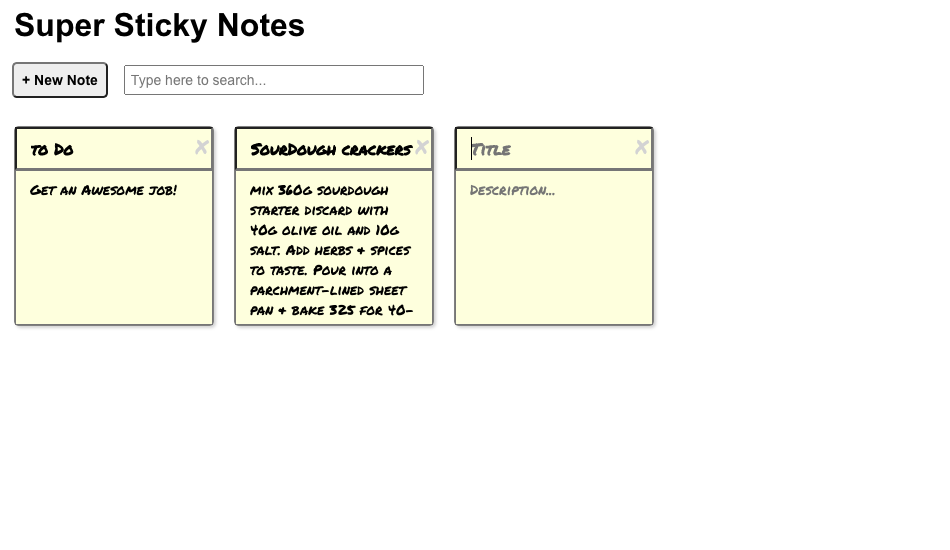 Super Sticky Notes
+ New Note
Type here to search...
to Do
SourDough crackers
Title
Get an Awesome job!
mix 360g sourdough
starter discard with
40g olive oil and 10g
salt. Add herbs & spices
to taste. Pour into a
parchment-lined sheet
pan & bake 325 for 40-
Description...